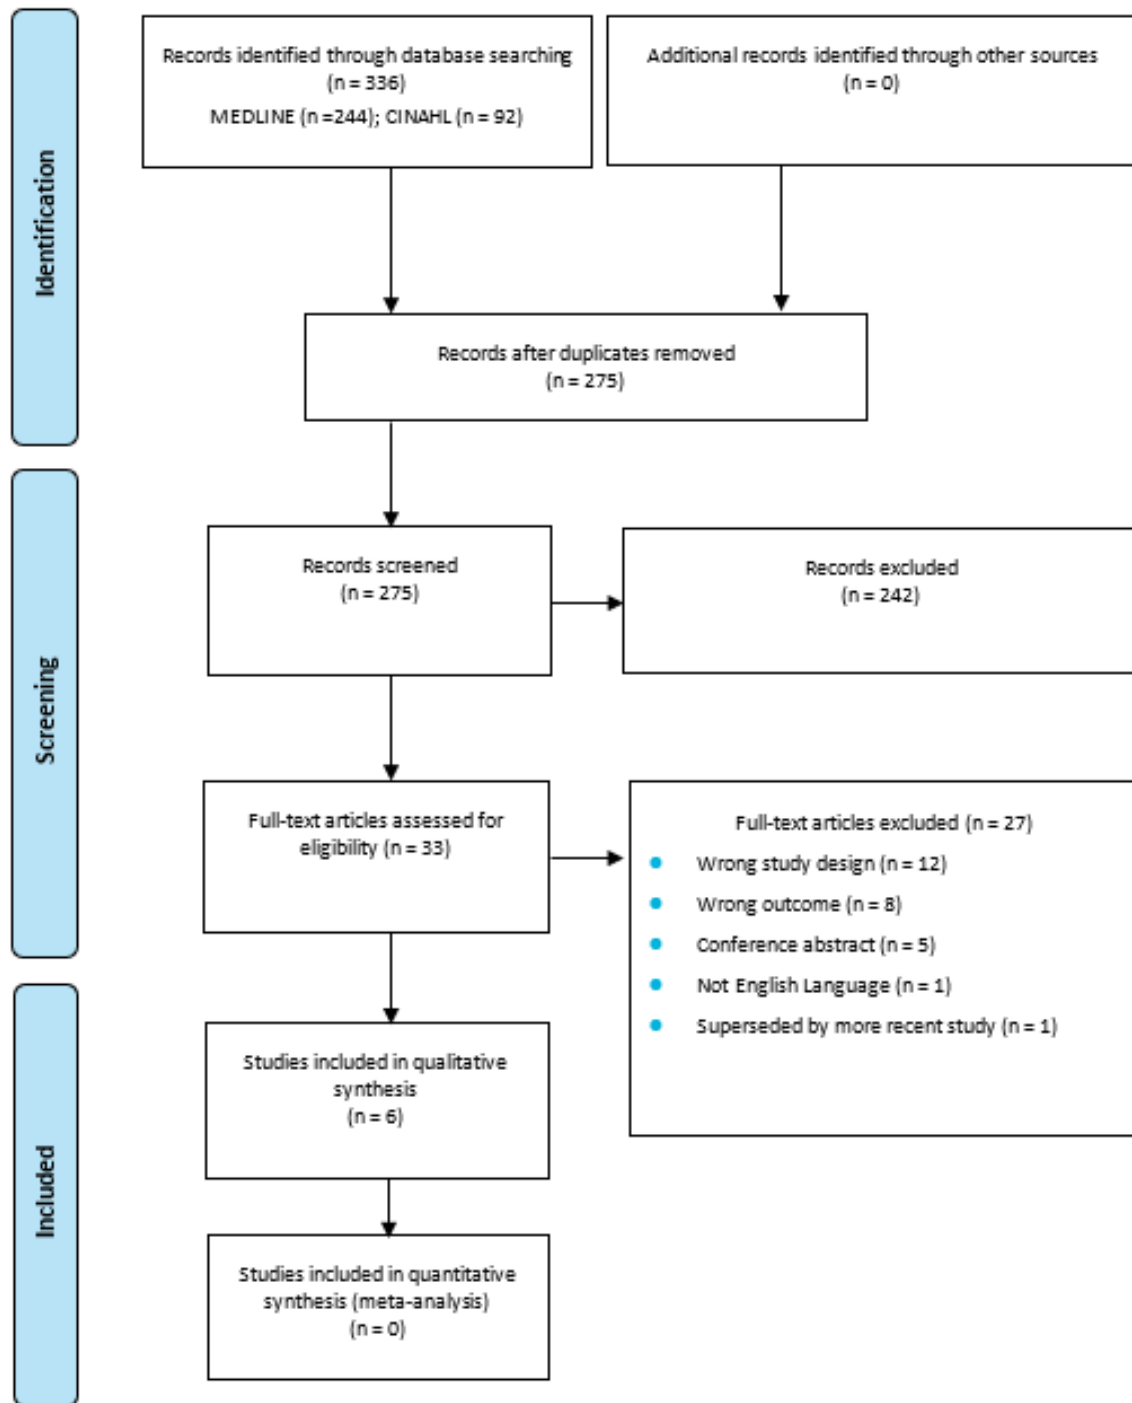 Identification
Records identified through database searching
(n = 336)
MEDLINE (n =244); CINAHL (n = 92)
Additional records identified through other sources
(n = 0)
Records after duplicates removed
(n = 275)
Screening
Records screened
(n = 275)
Records excluded
(n = 242)
Full-text articles assessed for
eligibility (n = 33)
Full-text articles excluded (n = 27)
• Wrong study design (n = 12)
• Wrong outcome (n = 8)
• Conference abstract (n = 5)
• Not English Language (n = 1)
• Superseded by more recent study (n = 1)
Included
Studies included in qualitative
synthesis
(n = 6)
Studies included in quantitative
synthesis (meta-analysis)
(n = 0)